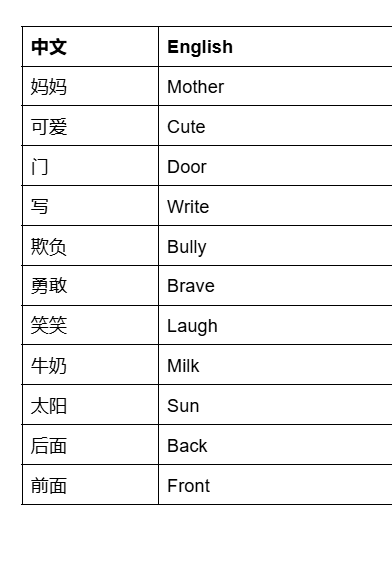 中文 English
妈妈 Mother
可爱 Cute
门 Door
写 Write
欺负 Bully
勇敢 Brave
笑笑 Laugh
牛奶 Milk
太阳 Sun
后面 Back
前面 Front